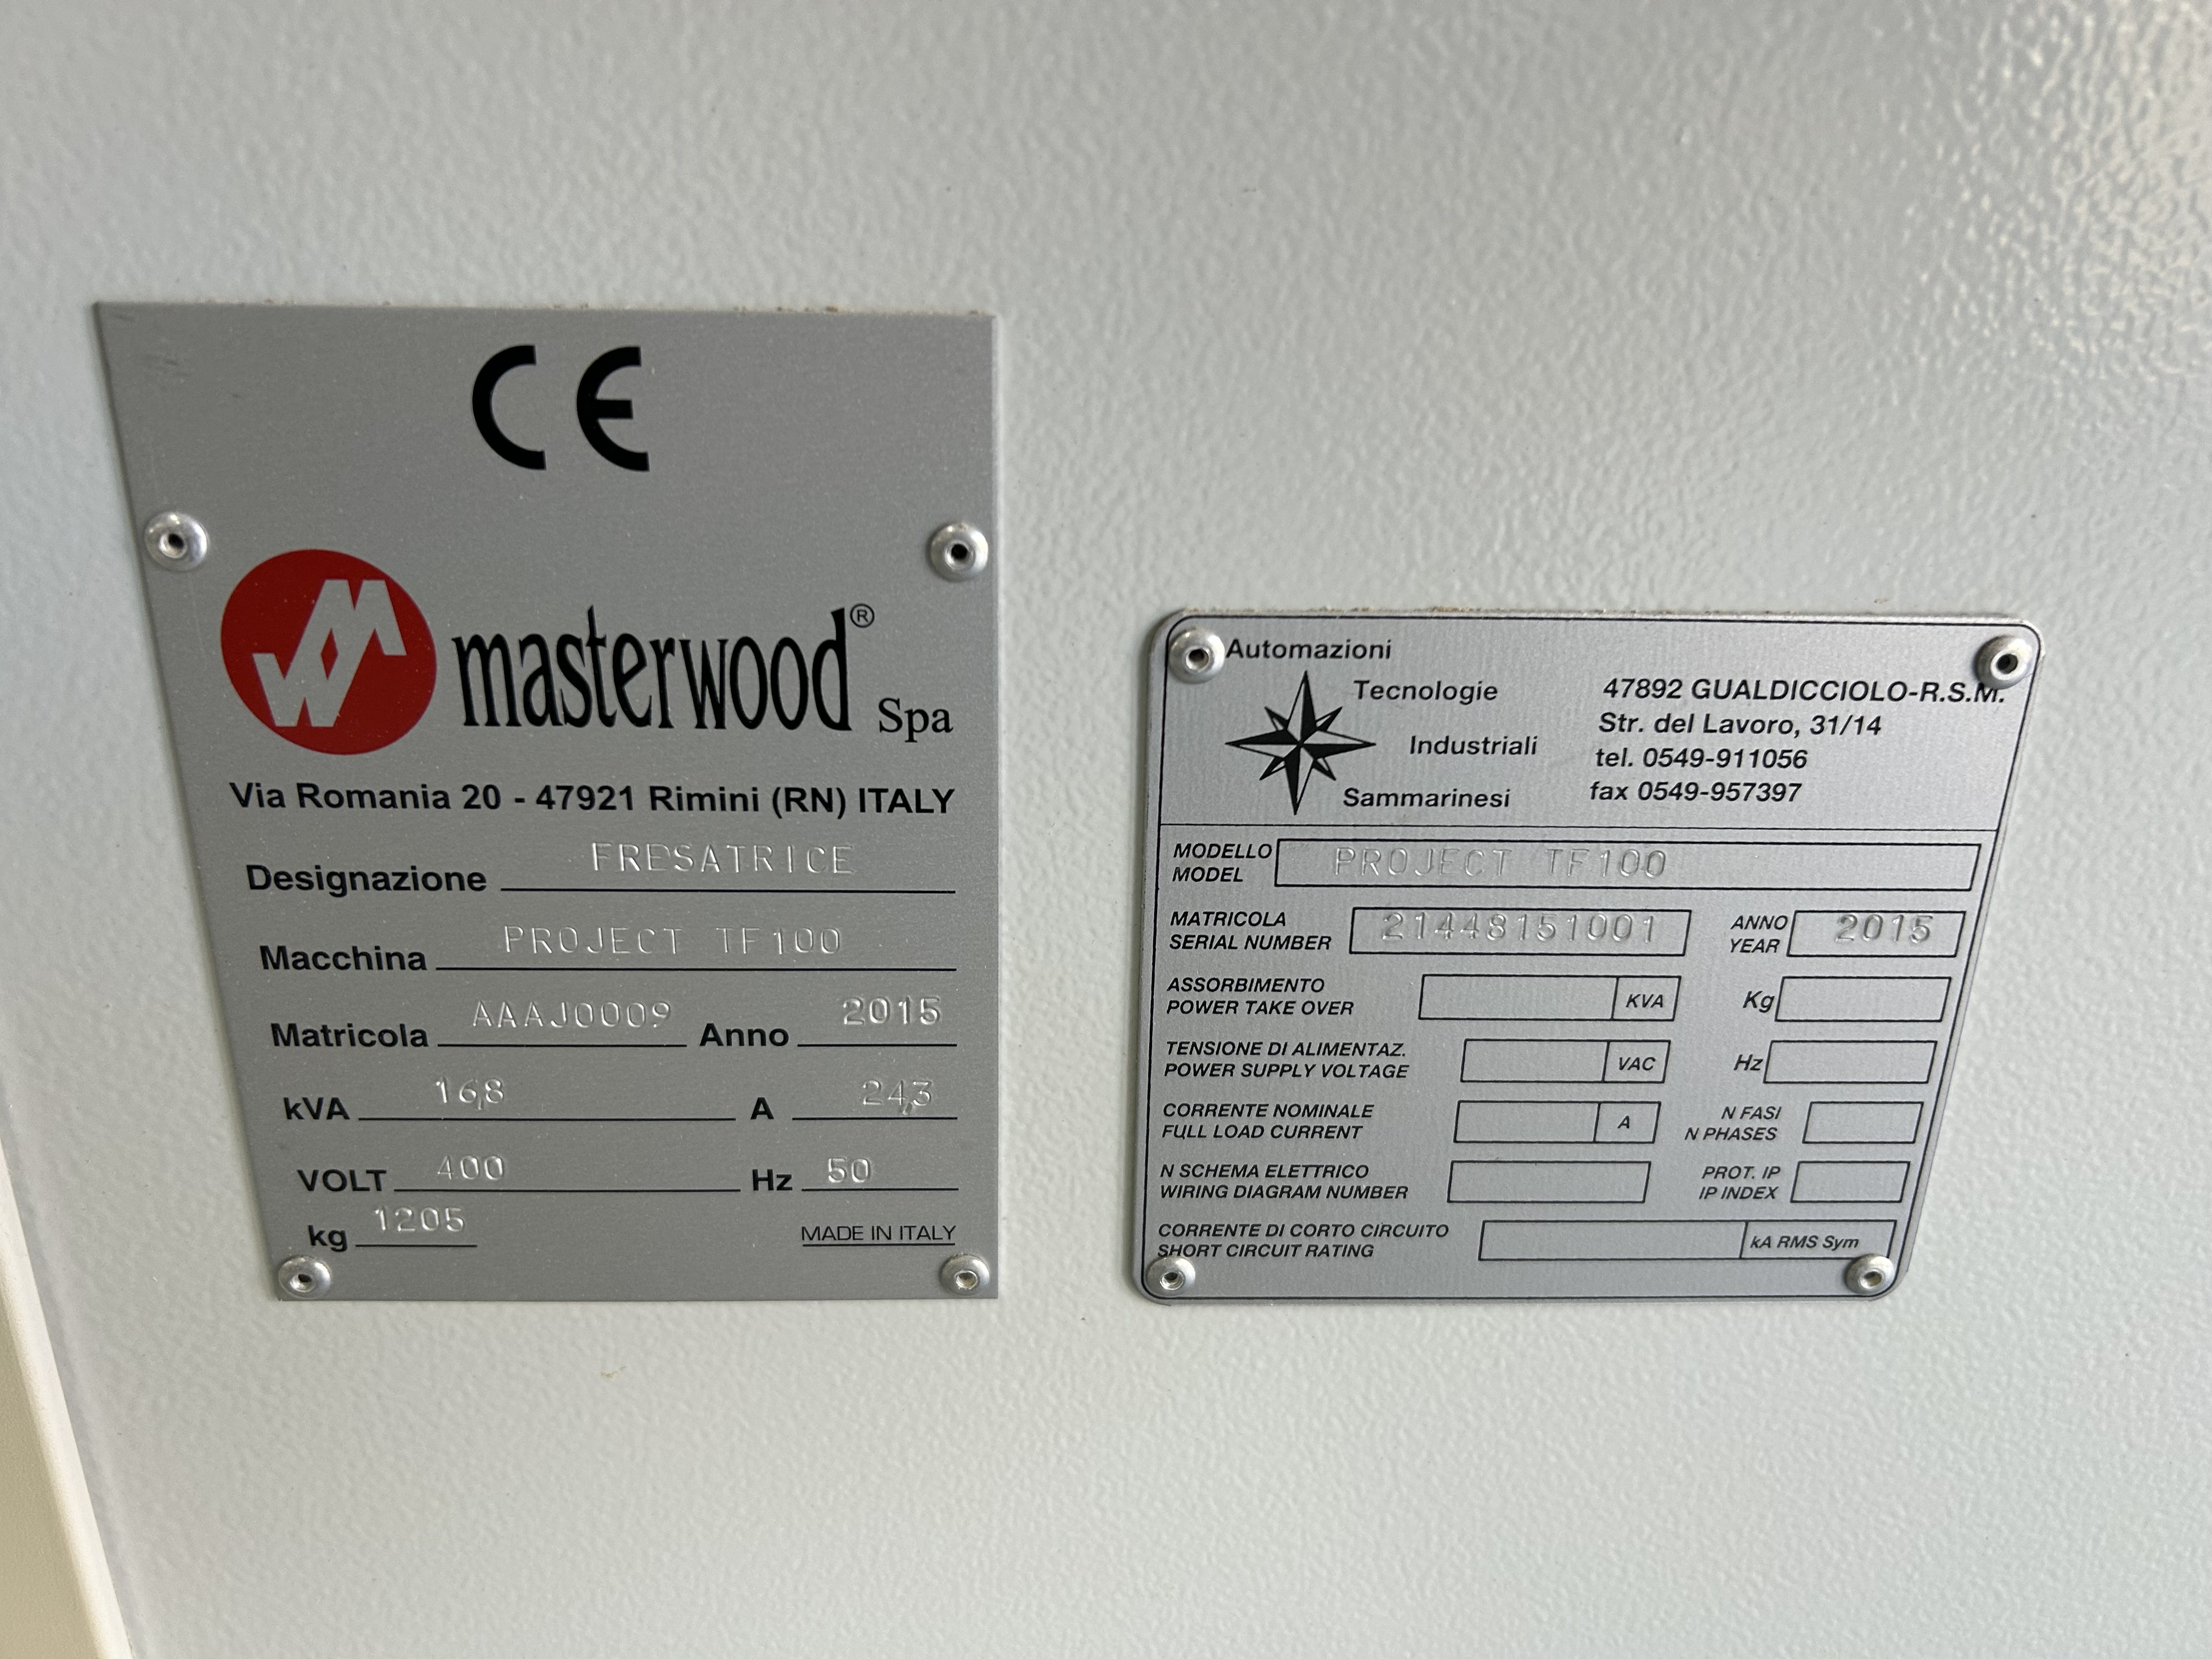 CE
masterwood® Spa
Via Romania 20 - 47921 Rimini (RN) ITALY
Designazione FRESATRICE
Macchina PROJECT TF100
Matricola AAAJ0009 Anno 2015
kVA 16,8 A 24,3
VOLT 400 Hz 50
kg 1205 MADE IN ITALY
Automazioni
Tecnologie
Industriali
Sammarinesi
47892 GUALDICCIOLO-R.S.M.
Str. del Lavoro, 31/14
tel. 0549-911056
fax 0549-957397
MODELLO
MODEL
PROJECT TF100
MATRICOLA
SERIAL NUMBER
21448151001
ANNO
YEAR
2015
ASSORBIMENTO
POWER TAKE OVER
KVA
Kg
TENSIONE DI ALIMENTAZ.
POWER SUPPLY VOLTAGE
VAC
Hz
CORRENTE NOMINALE
FULL LOAD CURRENT
A
N FASI
N PHASES
N SCHEMA ELETTRICO
WIRING DIAGRAM NUMBER
PROT. IP
IP INDEX
CORRENTE DI CORTO CIRCUITO
SHORT CIRCUIT RATING
kA RMS Sym